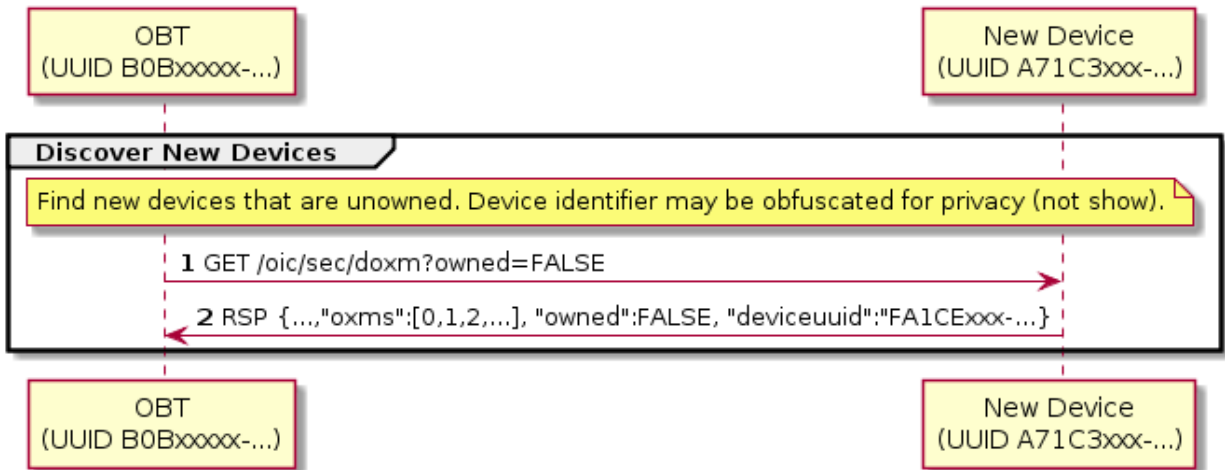 OBT
(UUID B0Bxxxxx-...)
New Device
(UUID A71C3xxx-...)
Discover New Devices
Find new devices that are unowned. Device identifier may be obfuscated for privacy (not show).
1 GET /oic/sec/doxm?owned=FALSE
2 RSP {...,"oxms":[0,1,2,...], "owned":FALSE, "deviceuuid":"FA1CExxx-...}
OBT
(UUID B0Bxxxxx-...)
New Device
(UUID A71C3xxx-...)